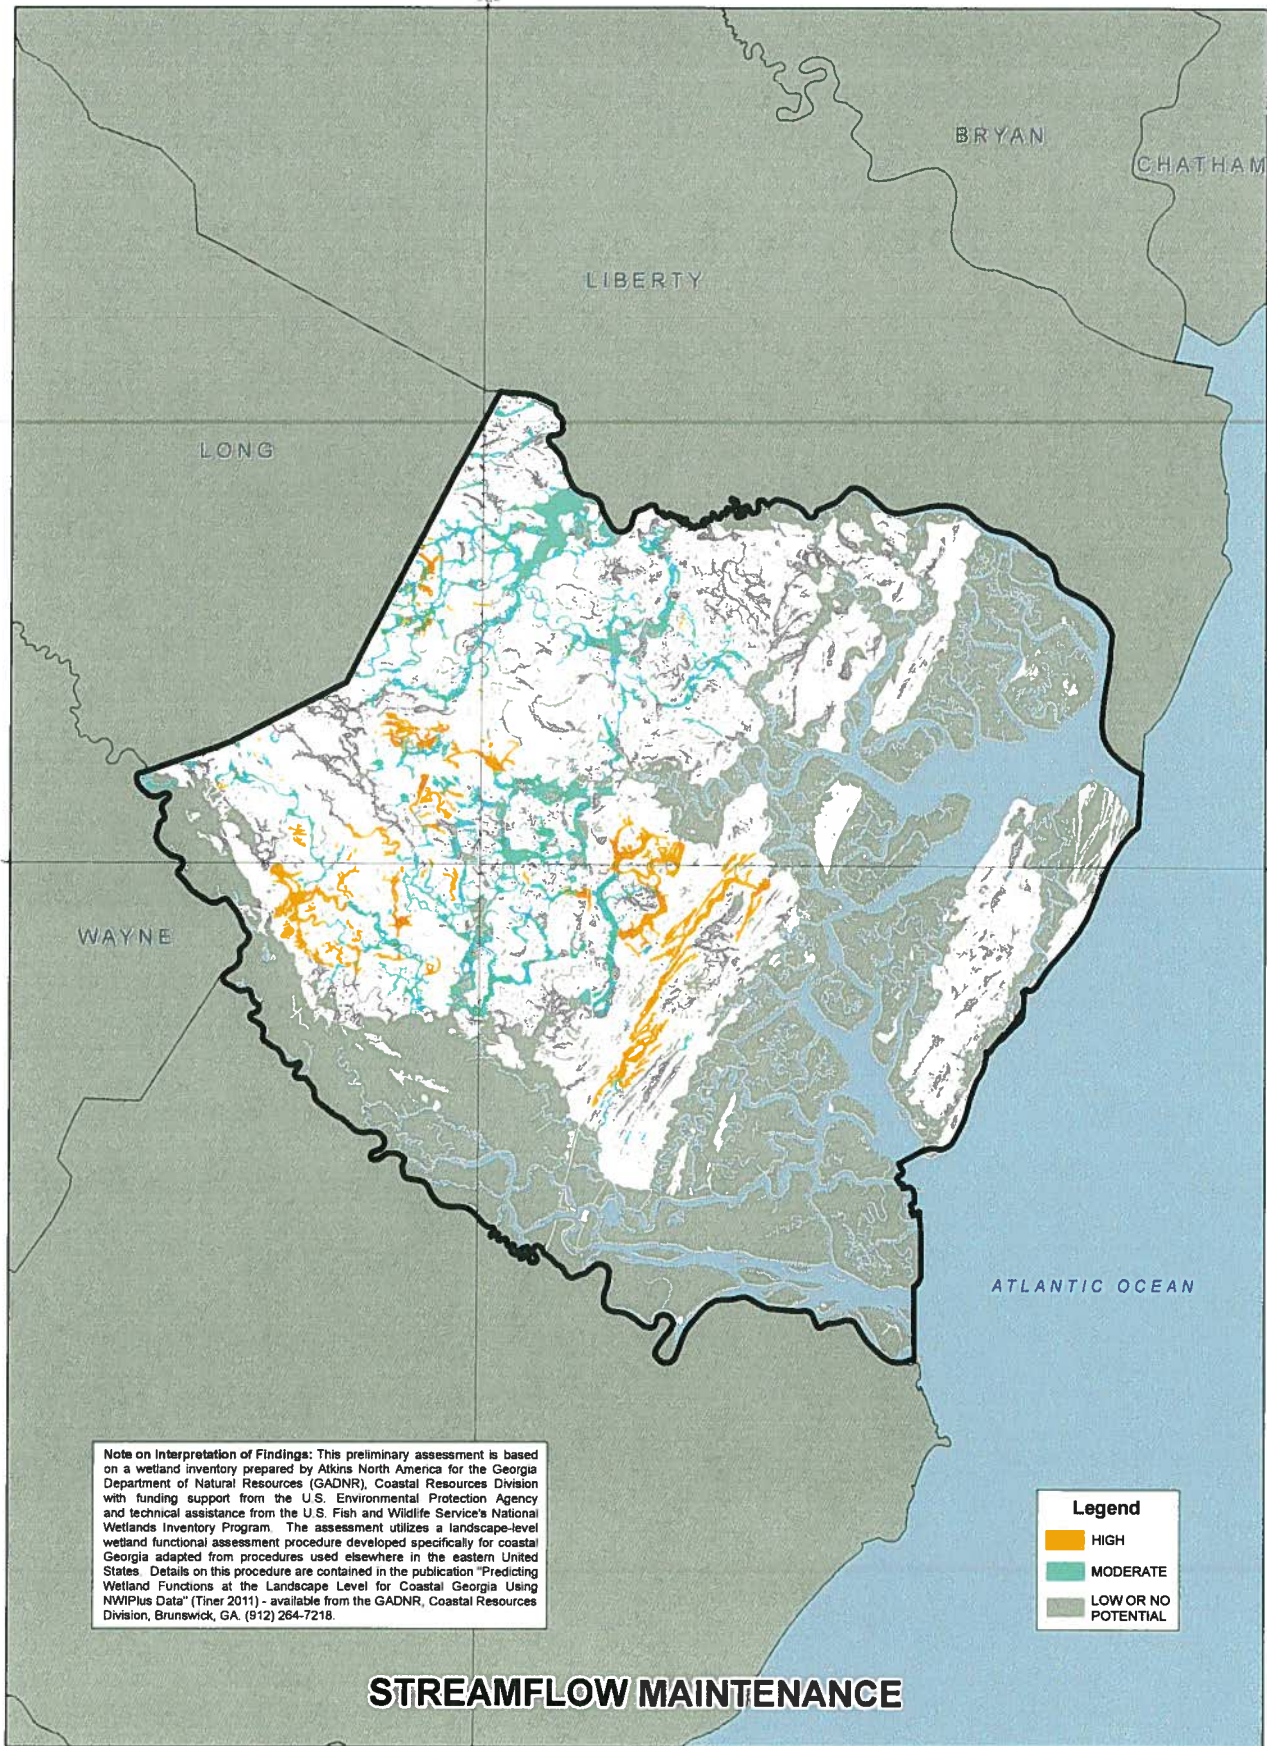 BRYAN
CHATHAM
LIBERTY
LONG
WAYNE
ATLANTIC OCEAN
Note on Interpretation of Findings: This preliminary assessment is based
on a wetland inventory prepared by Atkins North America for the Georgia
Department of Natural Resources (GADNR), Coastal Resources Division
with funding support from the U.S. Environmental Protection Agency
and technical assistance from the U.S. Fish and Wildlife Service's National
Wetlands Inventory Program. The assessment utilizes a landscape-level
wetland functional assessment procedure developed specifically for coastal
Georgia adapted from procedures used elsewhere in the eastern United
States. Details on this procedure are contained in the publication "Predicting
Wetland Functions at the Landscape Level for Coastal Georgia Using
NWIPlus Data" (Tiner 2011) - available from the GADNR, Coastal Resources
Division, Brunswick, GA. (912) 264-7218.
Legend
HIGH
MODERATE
LOW OR NO
POTENTIAL
STREAMFLOW MAINTENANCE